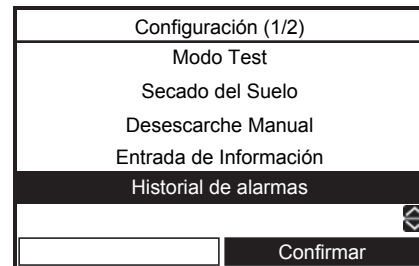 Configuración (1/2)
Modo Test
Secado del Suelo
Desescarche Manual
Entrada de Información
Historial de alarmas
Confirmar